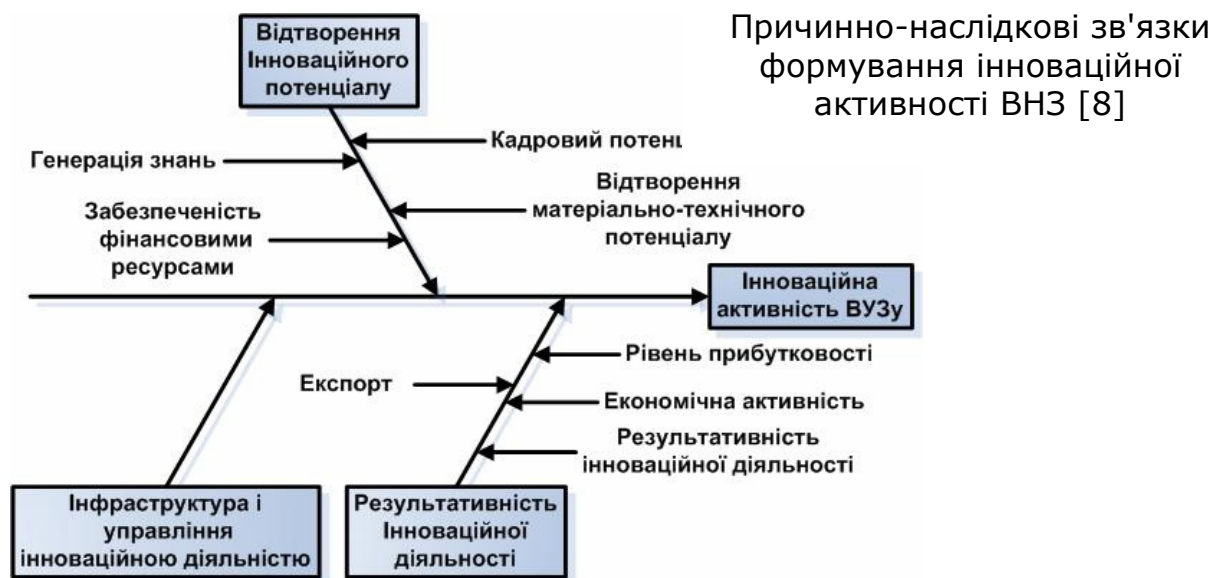 Причинно-наслідкові зв'язки
формування інноваційної
активності ВНЗ [8]
Відтворення
Інноваційного
потенціалу
Кадровий
Генерація знань
Відтворення
матеріально-технічного
потенціалу
Забезпеченість
фінансовими
ресурсами
Інноваційна
активність ВУЗу
Рівень прибутковості
Експорт
Економічна активність
Результативність
інноваційної діяльності
Інфраструктура і
управління
інноваційною діяльністю
Результативність
Інноваційної
діяльності